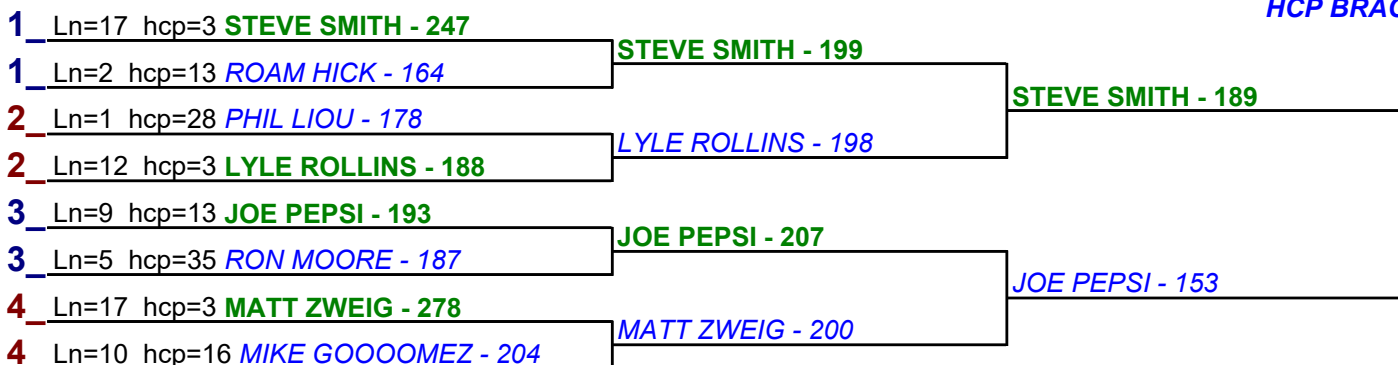 HCP
1_ Ln=17 hcp=3 STEVE SMITH - 247
STEVE SMITH - 199
1_ Ln=2 hcp=13 ROAM HICK - 164
STEVE SMITH - 189
2_ Ln=1 hcp=28 PHIL LIOU - 178
LYLE ROLLINS - 198
2_ Ln=12 hcp=3 LYLE ROLLINS - 188
3_ Ln=9 hcp=13 JOE PEPSI - 193
JOE PEPSI - 207
3_ Ln=5 hcp=35 RON MOORE - 187
JOE PEPSI - 153
4_ Ln=17 hcp=3 MATT ZWEIG - 278
MATT ZWEIG - 200
4 Ln=10 hcp=16 MIKE GOOOOMEZ - 204